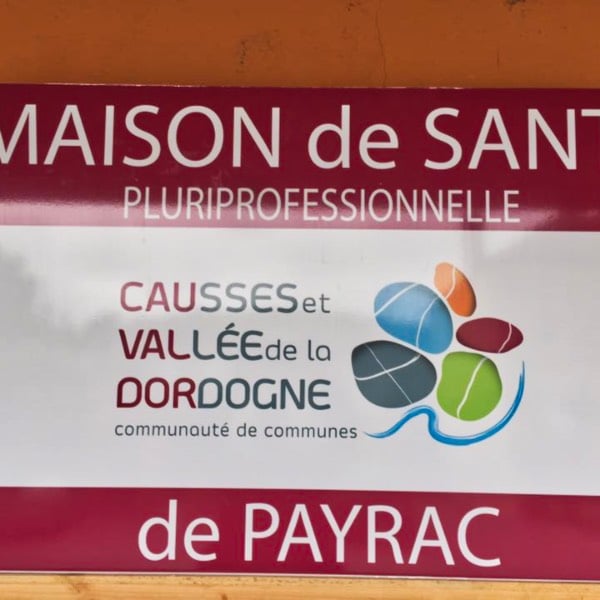 MAISON de SANT
PLURIPROFESSIONNELLE
CAUSSES et
VALLÉE de la
DORDOGNE
communauté de communes
de PAYRAC